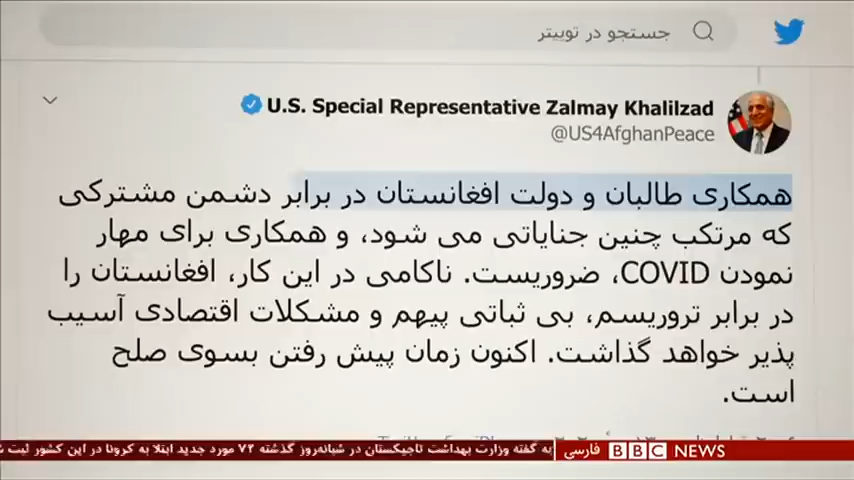 جستجو در توییتر
U.S. Special Representative Zalmay Khalilzad
@US4AfghanPeace
همکاری طالبان و دولت افغانستان در برابر دشمن مشترکی
که مرتکب چنین جنایاتی می شود، و همکاری برای مهار
نمودن COVID، ضروریست. ناکامی در این کار، افغانستان را
در برابر تروریسم، بی ثباتی پیهم و مشکلات اقتصادی آسیب
پذیر خواهد گذاشت. اکنون زمان پیش رفتن بسوی صلح
است.
BBC NEWS فارسی
به گفته وزارت بهداشت تاجیکستان در شبانه‌روز گذشته ۷۲ مورد جدید ابتلا به کرونا در این کشور ثبت